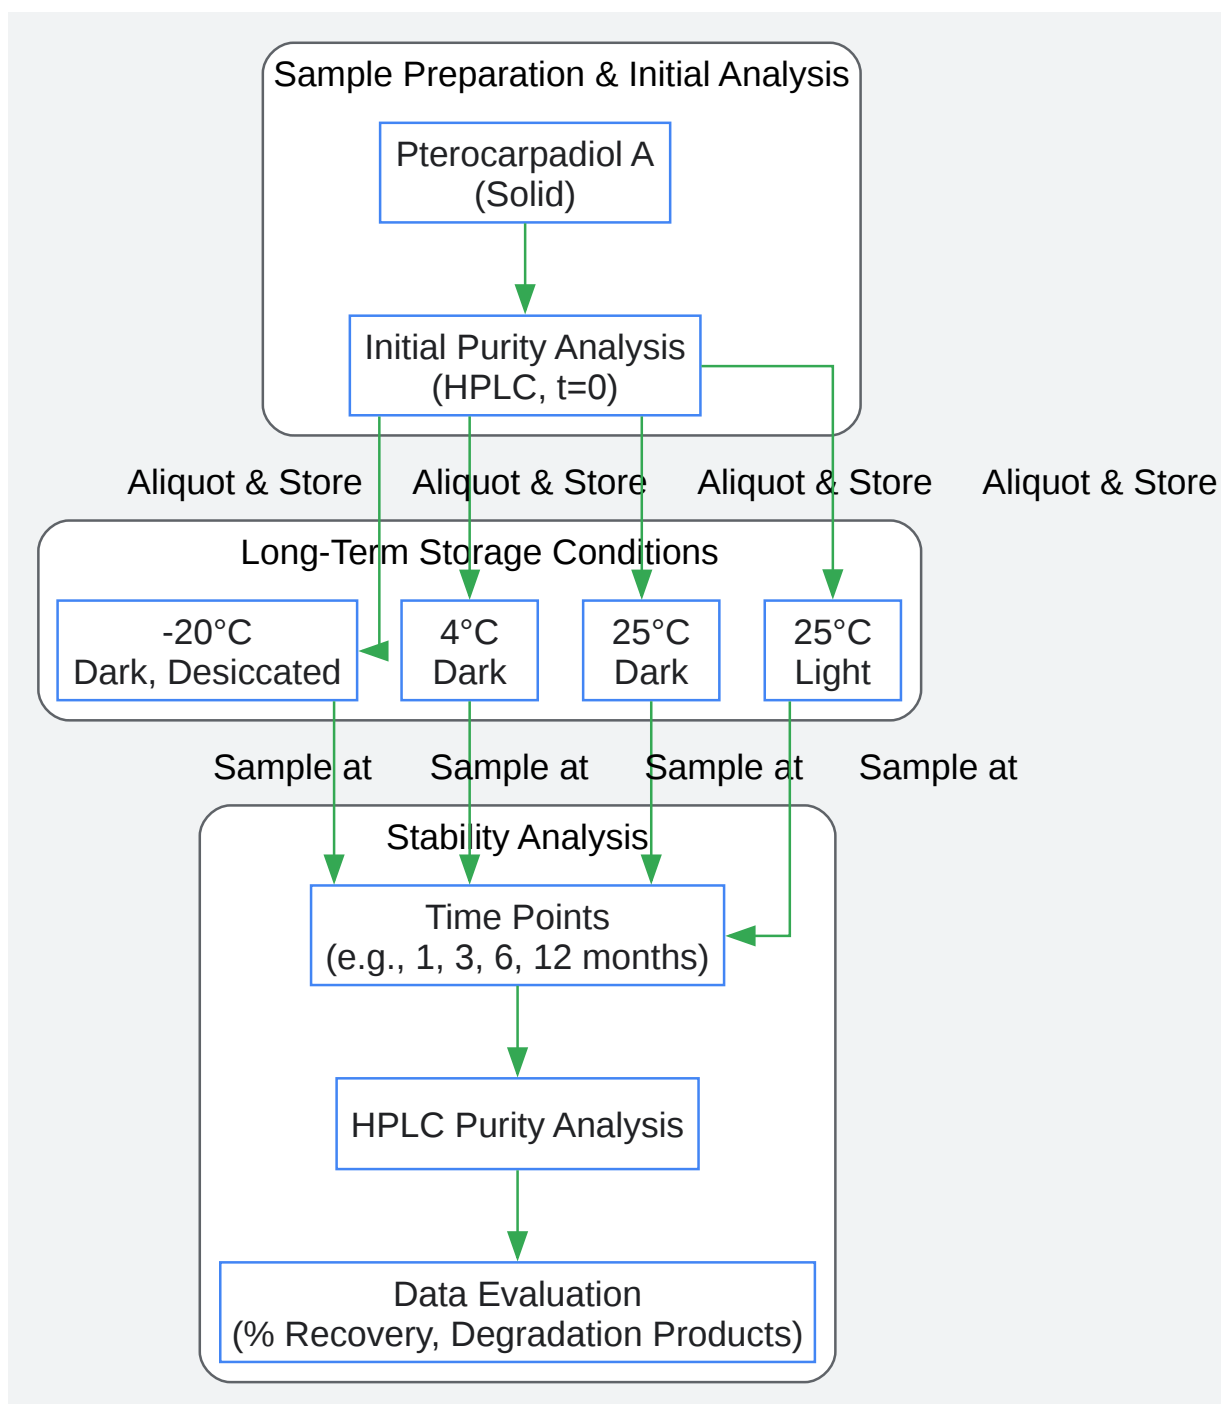 Sample Preparation & Initial Analysis
Pterocarpadiol A
(Solid)
Initial Purity Analysis
(HPLC, t=0)
Aliquot & Store
Aliquot & Store
Aliquot & Store
Aliquot & Store
Long-Term Storage Conditions
-20°C
Dark, Desiccated
4°C
Dark
25°C
Dark
25°C
Light
Sample at
Sample at
Sample at
Sample at
Stability Analysis
Time Points
(e.g., 1, 3, 6, 12 months)
HPLC Purity Analysis
Data Evaluation
(% Recovery, Degradation Products)